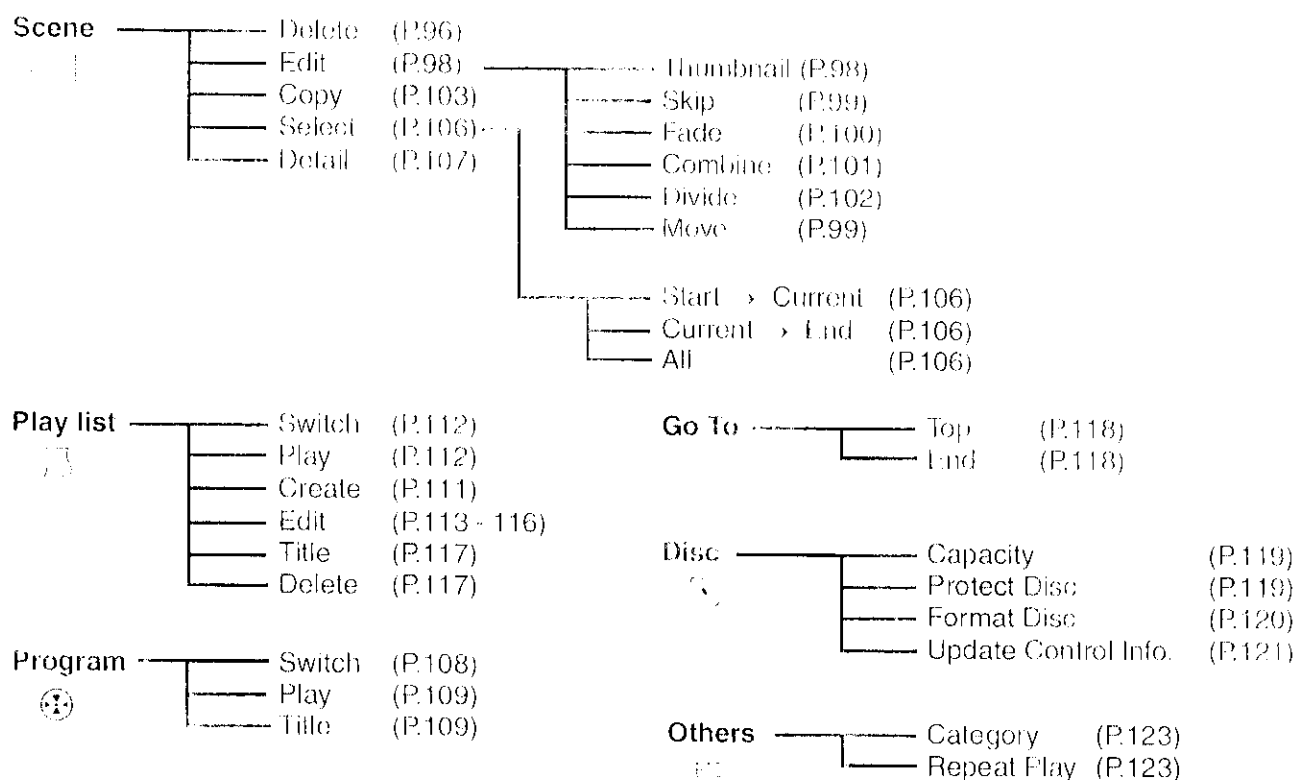 Scene
Delete (P.96)
Edit (P.98)
Copy (P.103)
Select (P.106)
Detail (P.107)
Thumbnail (P.98)
Skip (P.99)
Fade (P.100)
Combine (P.101)
Divide (P.102)
Move (P.99)
Start → Current (P.106)
Current → End (P.106)
All (P.106)
Play list
Switch (P.112)
Play (P.112)
Create (P.111)
Edit (P.113 - 116)
Title (P.117)
Delete (P.117)
Program
Switch (P.108)
Play (P.109)
Title (P.109)
Go To
Top (P.118)
End (P.118)
Disc
Capacity (P.119)
Protect Disc (P.119)
Format Disc (P.120)
Update Control Info. (P.121)
Others
Category (P.123)
Repeat Play (P.123)